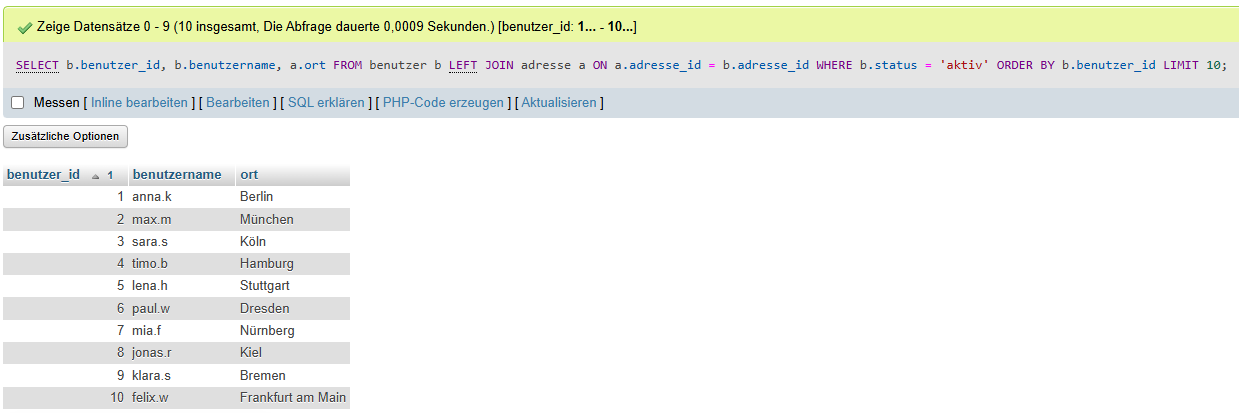 Zeige Datensätze 0 - 9 (10 insgesamt, Die Abfrage dauerte 0,0009 Sekunden.) [benutzer_id: 1... - 10...]
SELECT b.benutzer_id, b.benutzername, a.ort FROM benutzer b LEFT JOIN adresse a ON a.adresse_id = b.adresse_id WHERE b.status = 'aktiv' ORDER BY b.benutzer_id LIMIT 10;
Messen [ Inline bearbeiten ] [ Bearbeiten ] [ SQL erklären ] [ PHP-Code erzeugen ] [ Aktualisieren ]
Zusätzliche Optionen
benutzer_id 1 benutzername ort
1 anna.k Berlin
2 max.m München
3 sara.s Köln
4 timo.b Hamburg
5 lena.h Stuttgart
6 paul.w Dresden
7 mia.f Nürnberg
8 jonas.r Kiel
9 klara.s Bremen
10 felix.w Frankfurt am Main